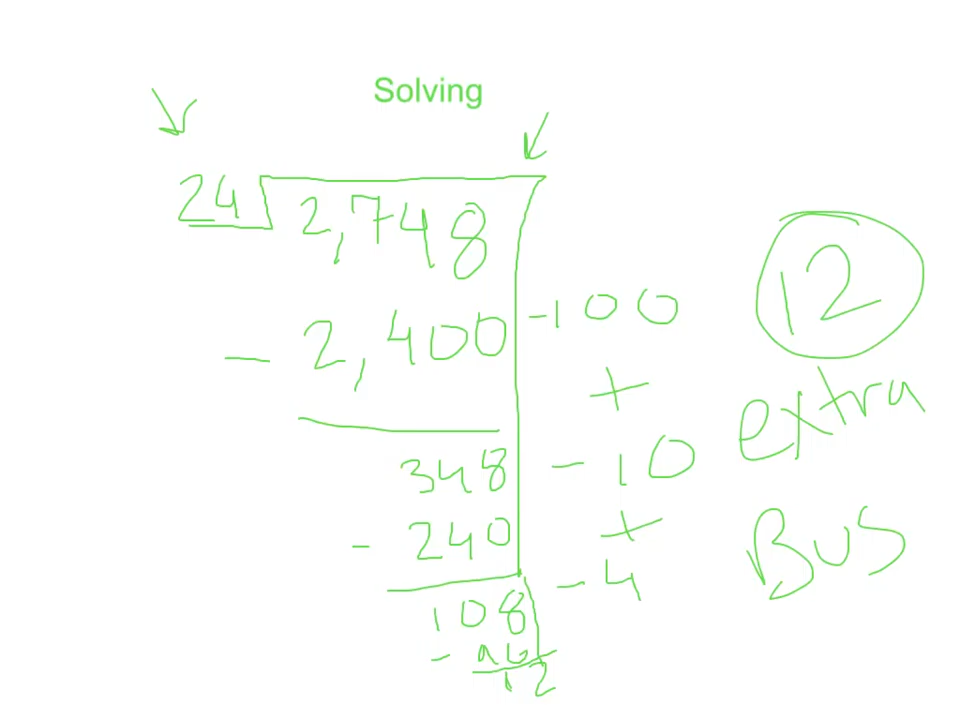 Solving
24 2,748
- 2,400 -100
+
348 -10
- 240 +
108 -4
- 96
12
12
extra
Bus